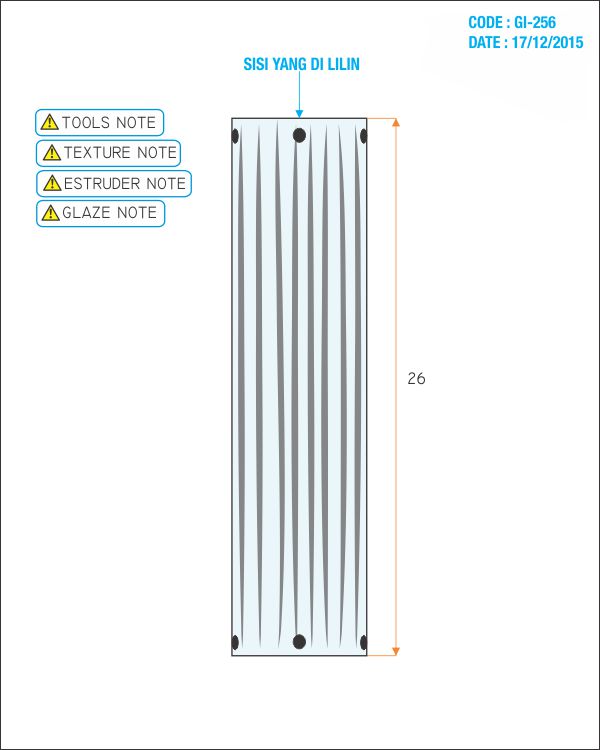 CODE : GI-256
DATE : 17/12/2015
SISI YANG DI LILIN
TOOLS NOTE
TEXTURE NOTE
ESTRUDER NOTE
GLAZE NOTE
26